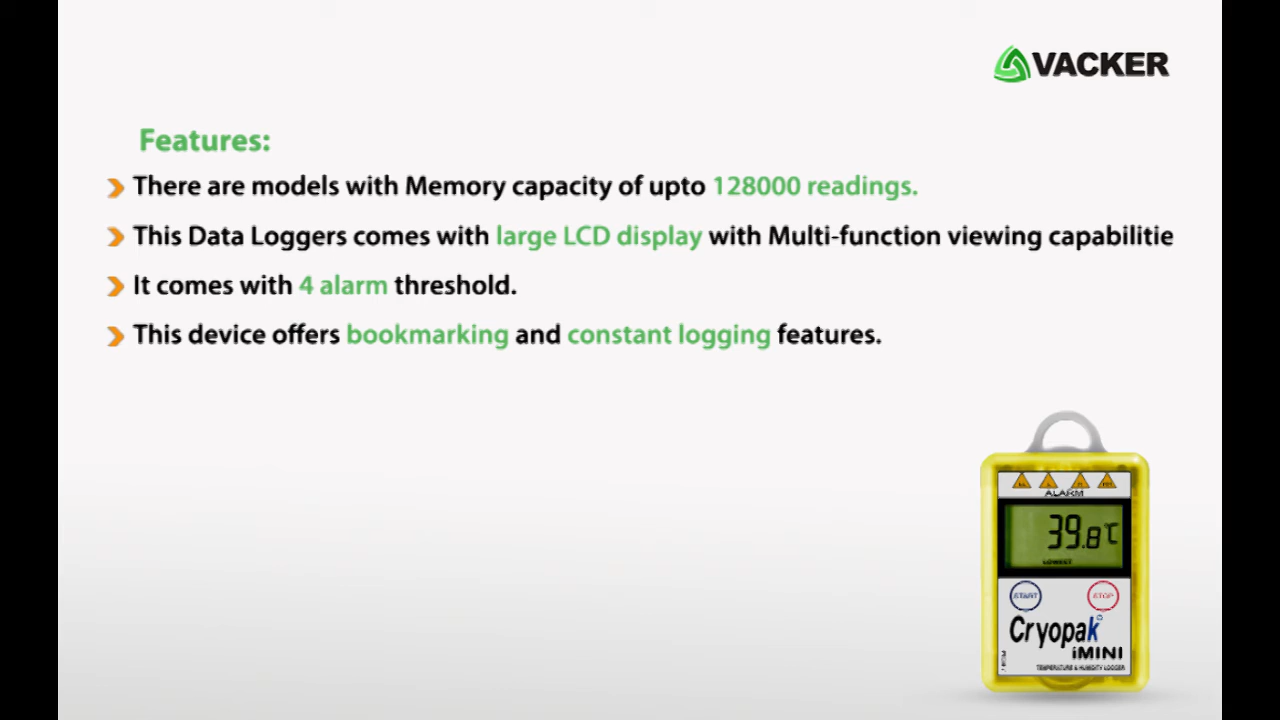 VACKER
Features:
There are models with Memory capacity of upto 128000 readings.
This Data Loggers comes with large LCD display with Multi-function viewing capabilitie
It comes with 4 alarm threshold.
This device offers bookmarking and constant logging features.
ALARM
39.8°C
LOWEST
START STOP
Cryopak
iMINI
TEMPERATURE & HUMIDITY LOGGER